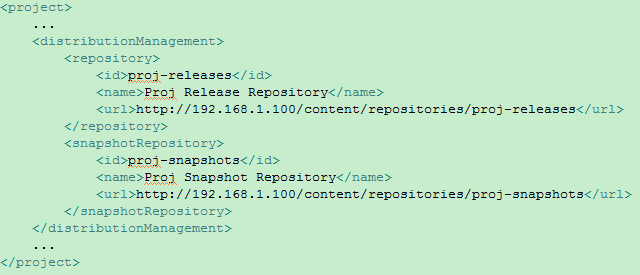 <project>
    ...
    <distributionManagement>
        <repository>
            <id>proj-releases</id>
            <name>Proj Release Repository</name>
            <url>http://192.168.1.100/content/repositories/proj-releases</url>
        </repository>
        <snapshotRepository>
            <id>proj-snapshots</id>
            <name>Proj Snapshot Repository</name>
            <url>http://192.168.1.100/content/repositories/proj-snapshots</url>
        </snapshotRepository>
    </distributionManagement>
    ...
</project>